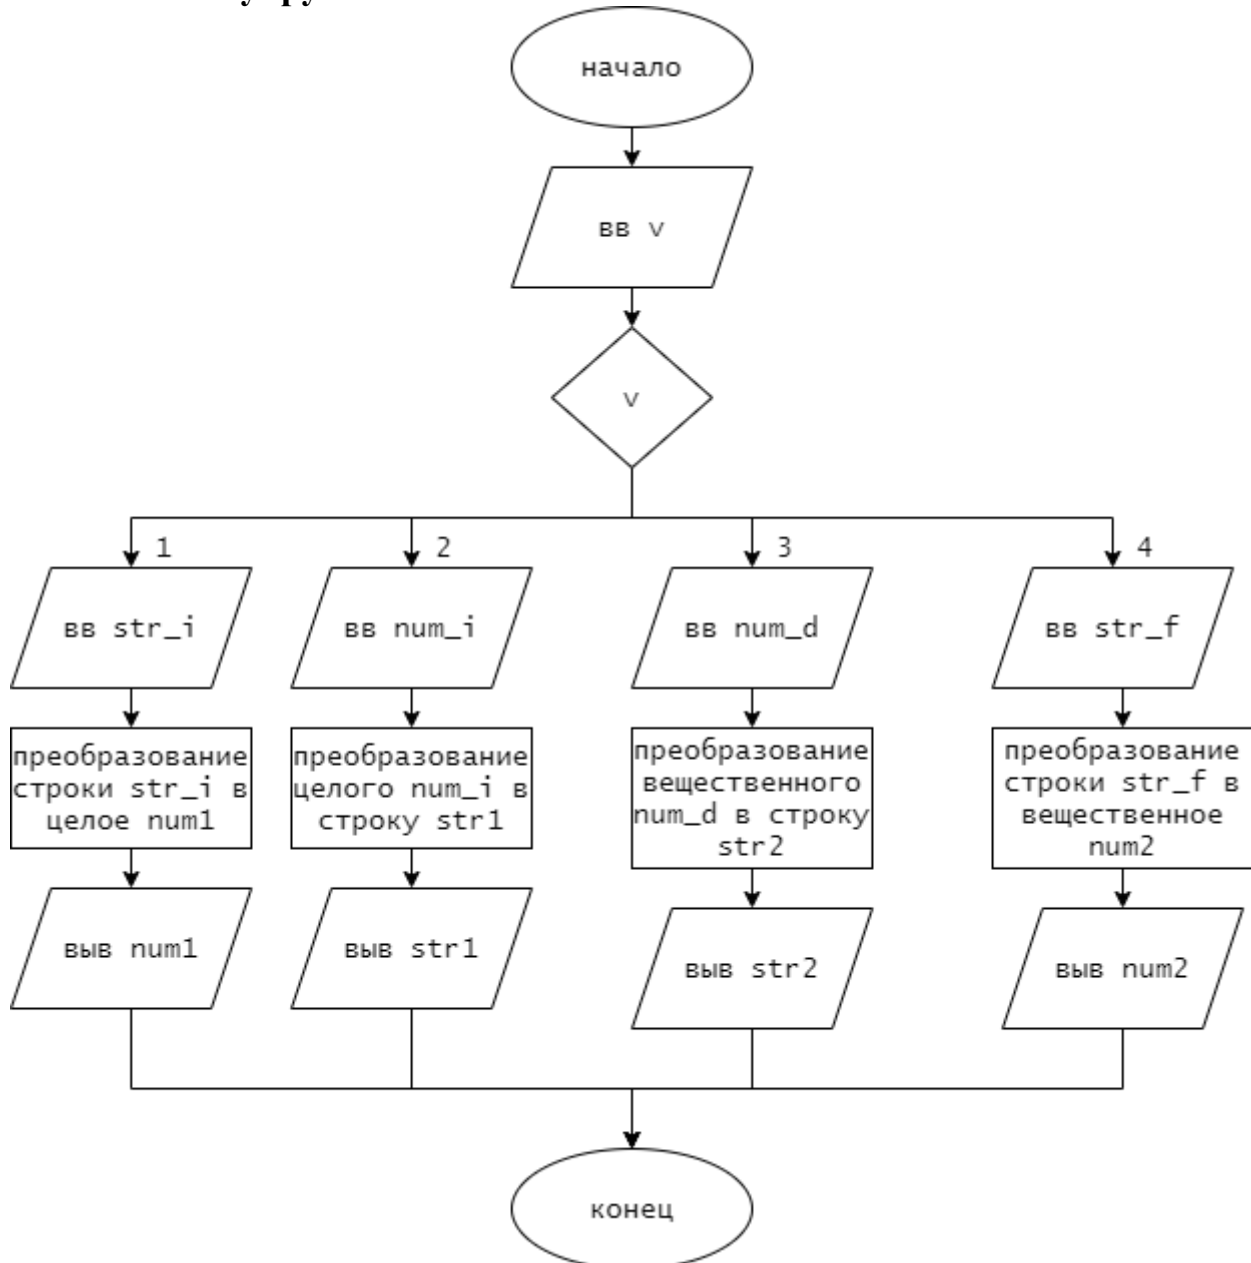 начало
вв v
v
1
2
3
4
вв str_i
вв num_i
вв num_d
вв str_f
преобразование
строки str_i в
целое num1
преобразование
целого num_i в
строку str1
преобразование
вещественного
num_d в строку
str2
преобразование
строки str_f в
вещественное
num2
выв num1
выв str1
выв str2
выв num2
конец